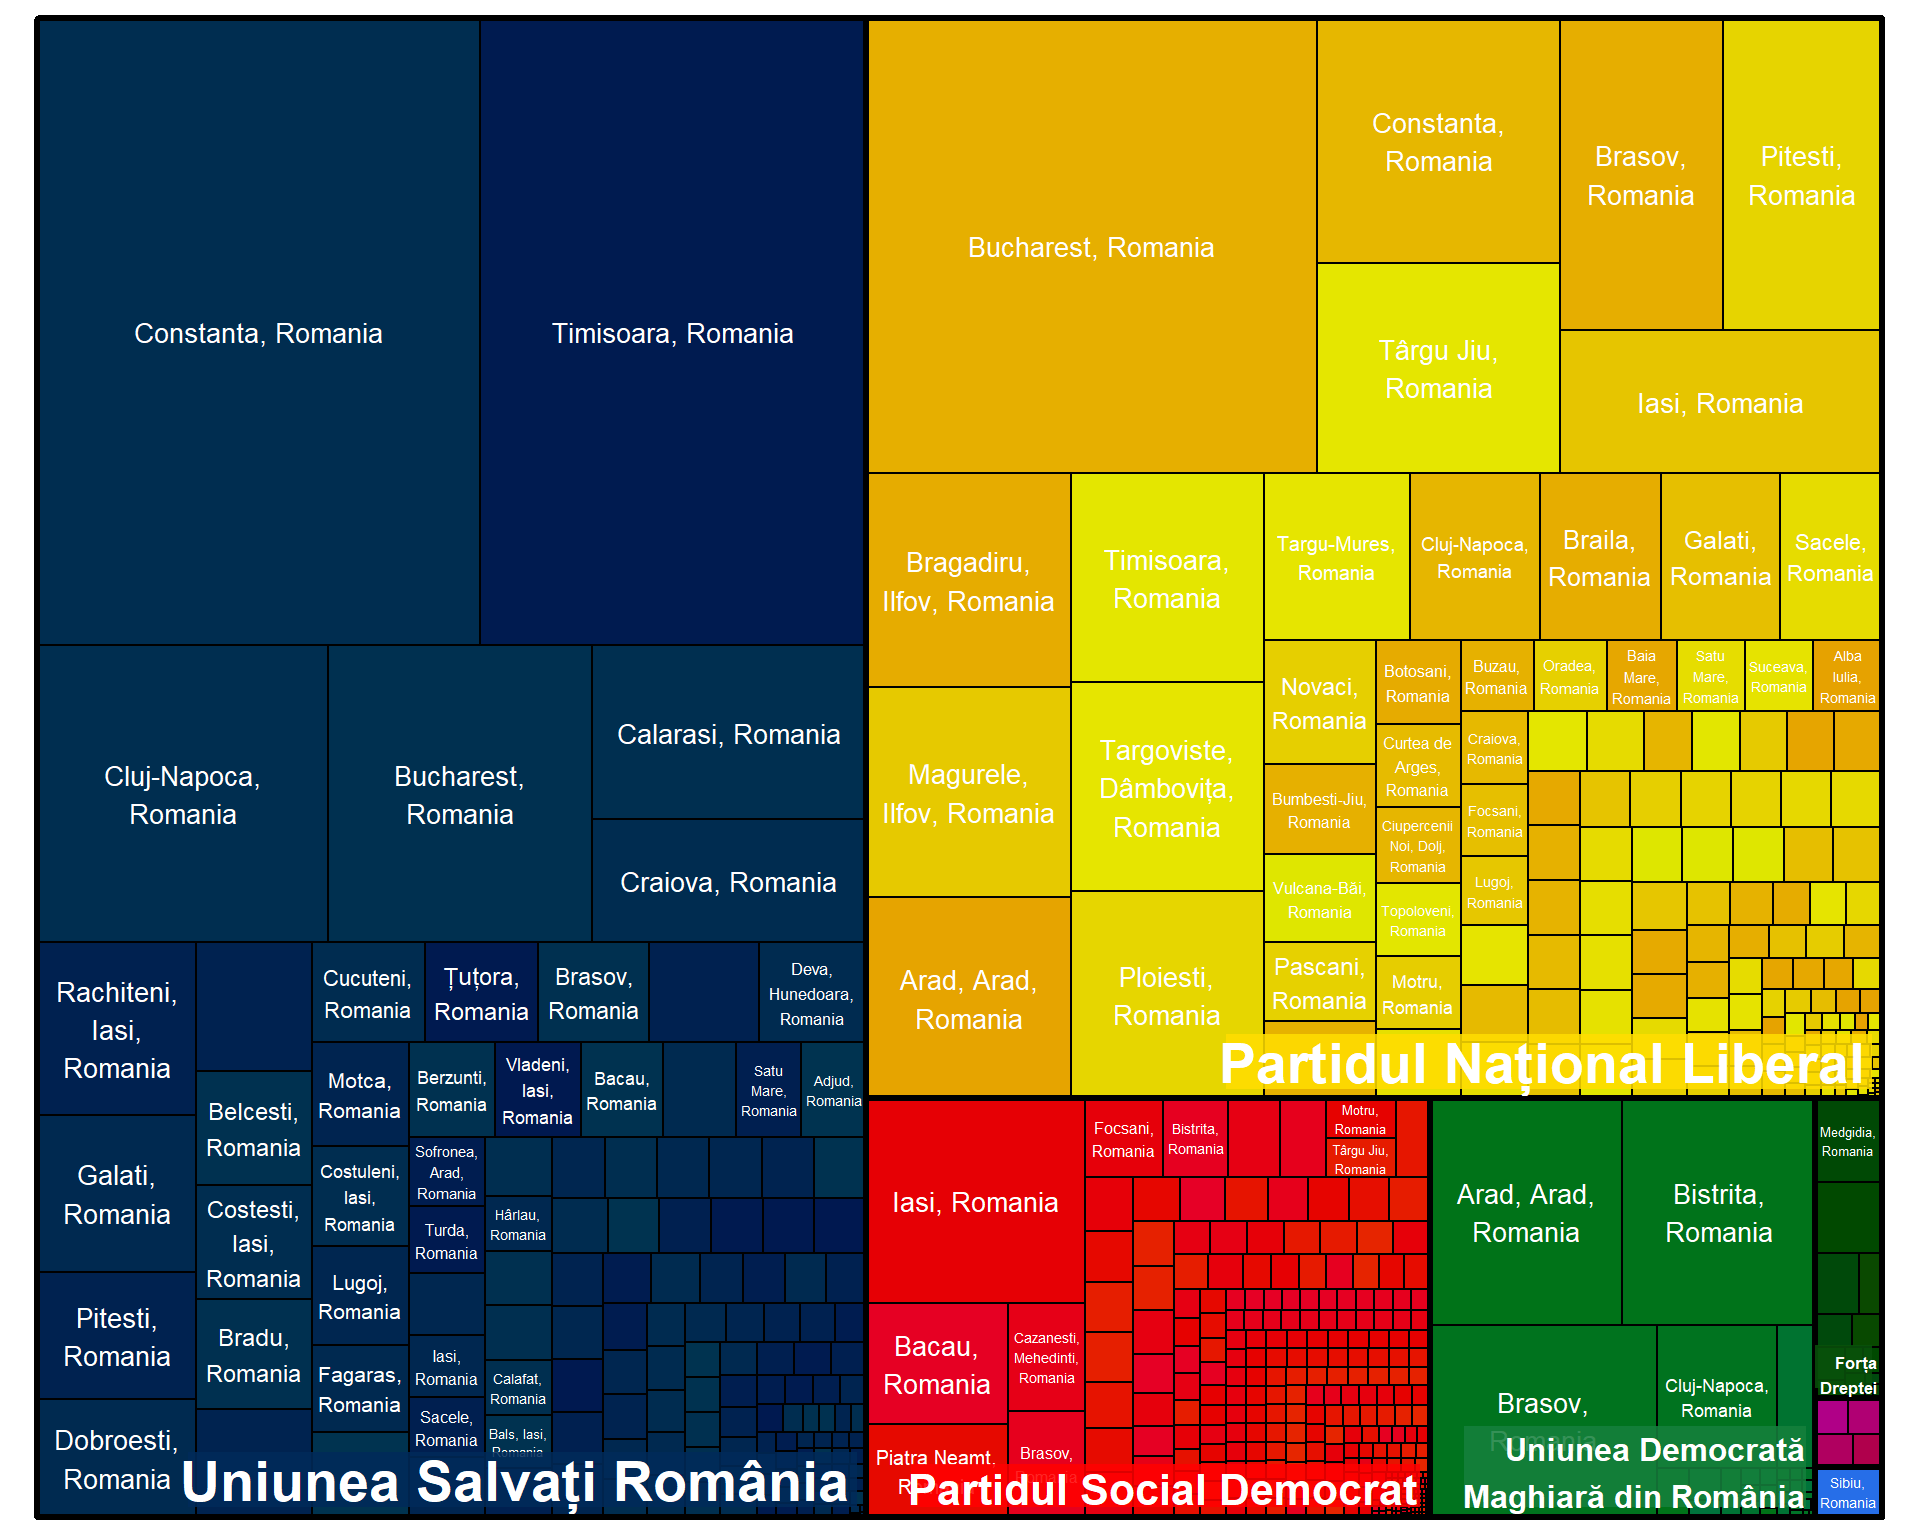 Constanta, Romania
Timisoara, Romania
Cluj-Napoca,
Romania
Bucharest,
Romania
Calarasi, Romania
Craiova, Romania
Rachiteni,
Iasi,
Romania
Galati,
Romania
Pitesti,
Romania
Dobroesti,
Romania
Belcesti,
Romania
Costesti,
Iasi,
Romania
Bradu,
Romania
Cucuteni,
Romania
Țuțora,
Romania
Brasov,
Romania
Deva,
Hunedoara,
Romania
Motca,
Romania
Costuleni,
Iasi,
Romania
Lugoj,
Romania
Fagaras,
Romania
Berzunti,
Romania
Vladeni,
Iasi,
Romania
Bacau,
Romania
Satu
Mare,
Romania
Adjud,
Romania
Sofronea,
Arad,
Romania
Turda,
Romania
Iasi,
Romania
Sacele,
Romania
Hârlau,
Romania
Calafat,
Romania
Bals, Iasi,
Romania
Uniunea Salvați România
Bucharest, Romania
Constanta,
Romania
Târgu Jiu,
Romania
Brasov,
Romania
Pitesti,
Romania
Iasi, Romania
Bragadiru,
Ilfov, Romania
Magurele,
Ilfov, Romania
Arad, Arad,
Romania
Timisoara,
Romania
Targoviste,
Dâmbovița,
Romania
Ploiesti,
Romania
Targu-Mures,
Romania
Cluj-Napoca,
Romania
Braila,
Romania
Galati,
Romania
Sacele,
Romania
Novaci,
Romania
Bumbesti-Jiu,
Romania
Vulcana-Băi,
Romania
Pascani,
Romania
Botosani,
Romania
Curtea de
Arges,
Romania
Ciupercenii
Noi, Dolj,
Romania
Topoloveni,
Romania
Motru,
Romania
Buzau,
Romania
Oradea,
Romania
Baia
Mare,
Romania
Satu
Mare,
Romania
Suceava,
Romania
Alba
Iulia,
Romania
Craiova,
Romania
Focsani,
Romania
Lugoj,
Romania
Partidul Național Liberal
Iasi, Romania
Bacau,
Romania
Piatra Neamt,
Cazanesti,
Mehedinti,
Romania
Brasov,
Romania
Focsani,
Romania
Bistrita,
Romania
Motru,
Romania
Târgu Jiu,
Romania
Partidul Social Democrat
Arad, Arad,
Romania
Bistrita,
Romania
Brasov,
Romania
Cluj-Napoca,
Romania
Uniunea Democrată
Maghiară din România
Medgidia,
Romania
Forța
Dreptei
Sibiu,
Romania